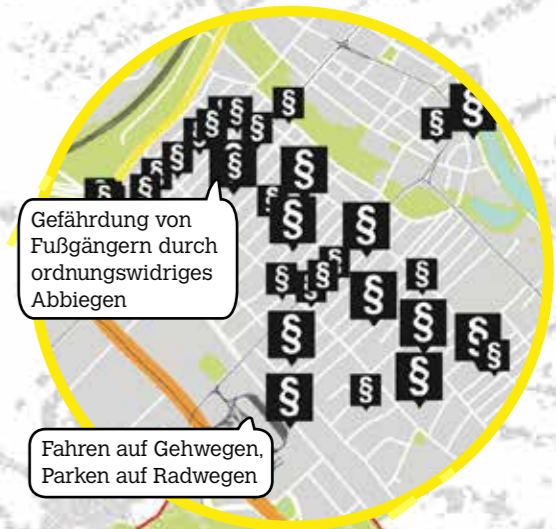 Gefährdung von
Fußgängern durch
ordnungswidriges
Abbiegen
Fahren auf Gehwegen,
Parken auf Radwegen